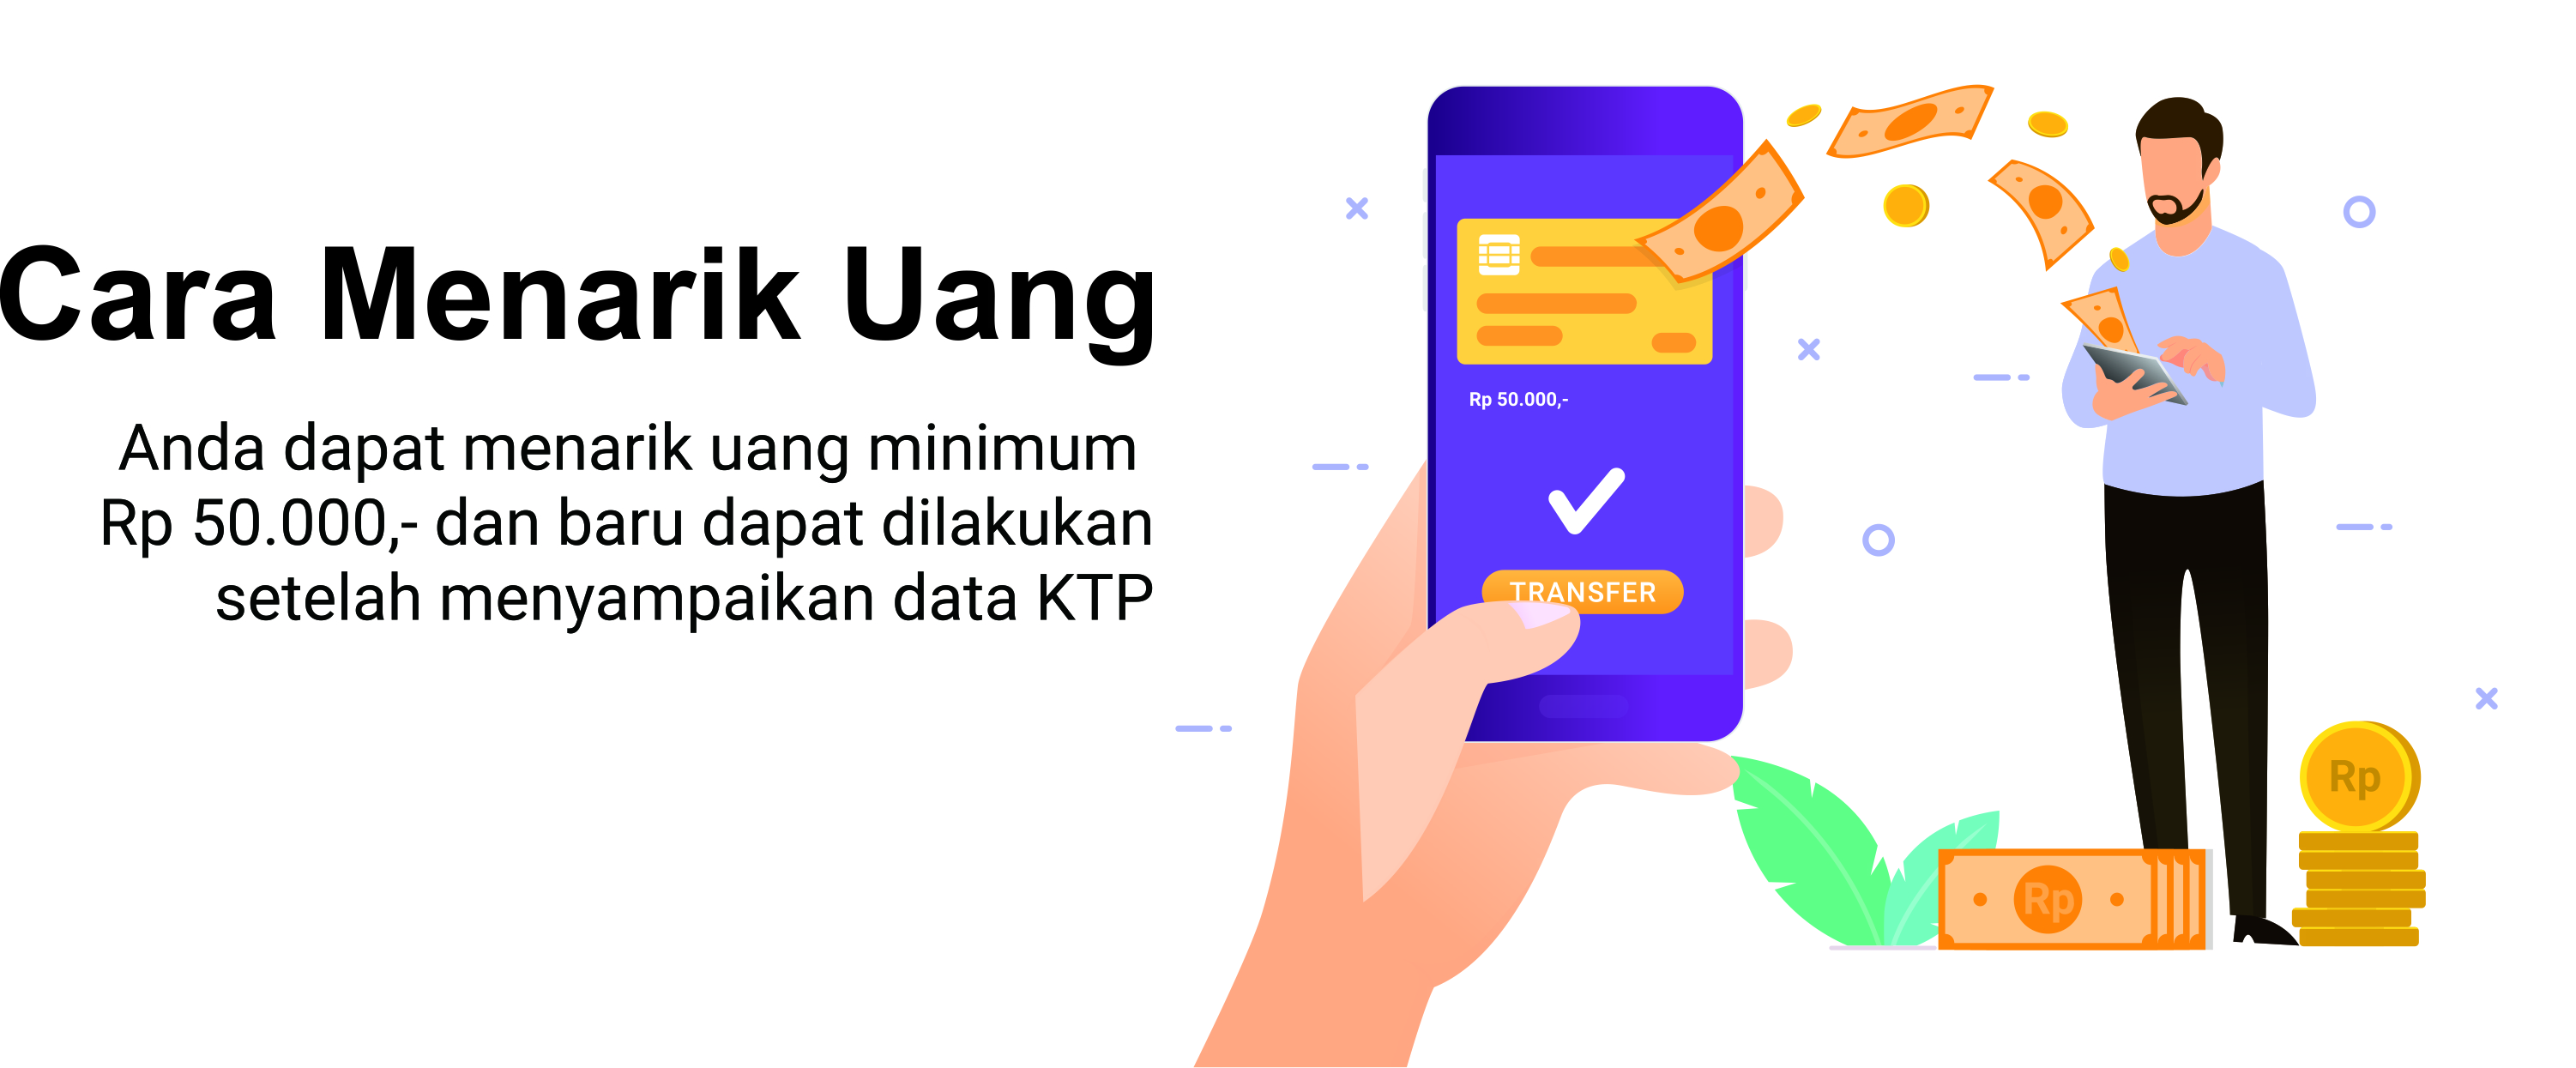 Cara Menarik Uang
Anda dapat menarik uang minimum
Rp 50.000,- dan baru dapat dilakukan
setelah menyampaikan data KTP
Rp 50.000,-
TRANSFER
Rp
Rp